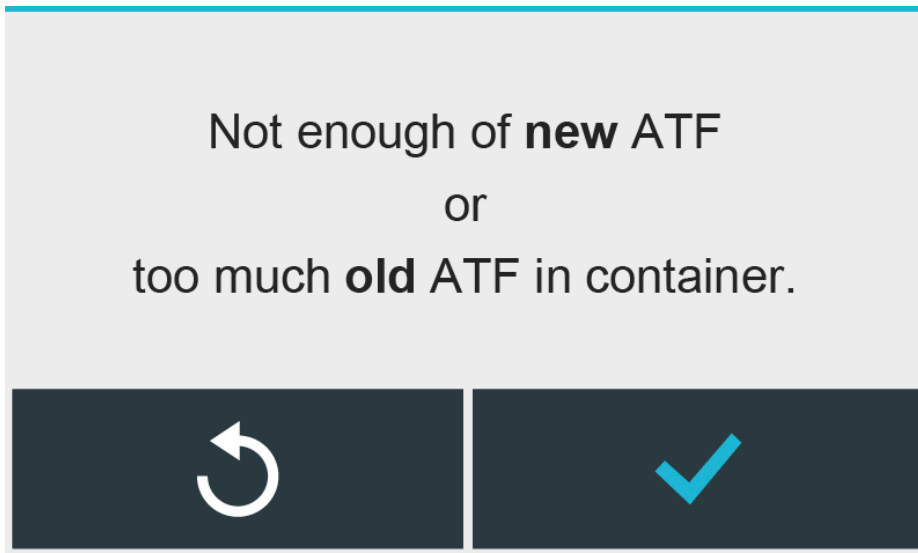 Not enough of new ATF
or
too much old ATF in container.